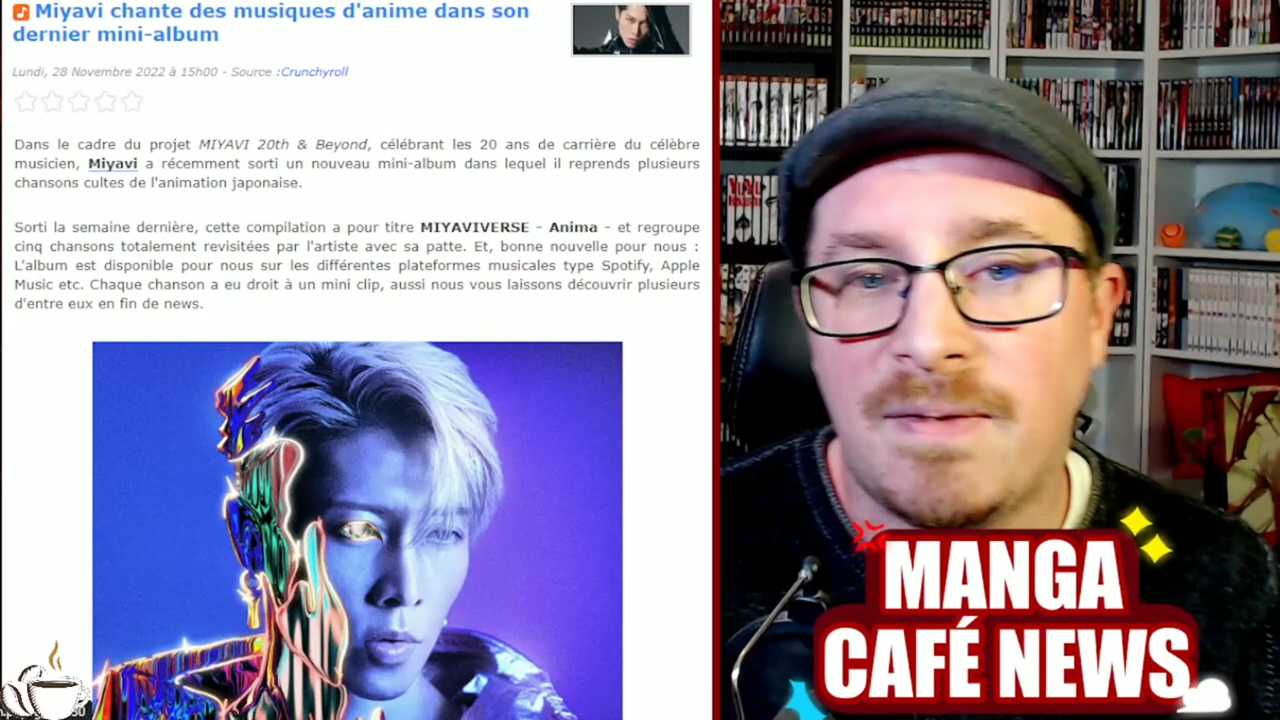 Miyavi chante des musiques d'anime dans son
dernier mini-album
Lundi, 28 Novembre 2022 à 15h00 - Source :Crunchyroll
Dans le cadre du projet MIYAVI 20th & Beyond, célébrant les 20 ans de carrière du célèbre
musicien, Miyavi a récemment sorti un nouveau mini-album dans lequel il reprends plusieurs
chansons cultes de l'animation japonaise.
Sorti la semaine dernière, cette compilation a pour titre MIYAVIVERSE - Anima - et regroupe
cinq chansons totalement revisitées par l'artiste avec sa patte. Et, bonne nouvelle pour nous :
L'album est disponible pour nous sur les différentes plateformes musicales type Spotify, Apple
Music etc. Chaque chanson a eu droit à un mini clip, aussi nous vous laissons découvrir plusieurs
d'entre eux en fin de news.
MANGA
CAFÉ NEWS